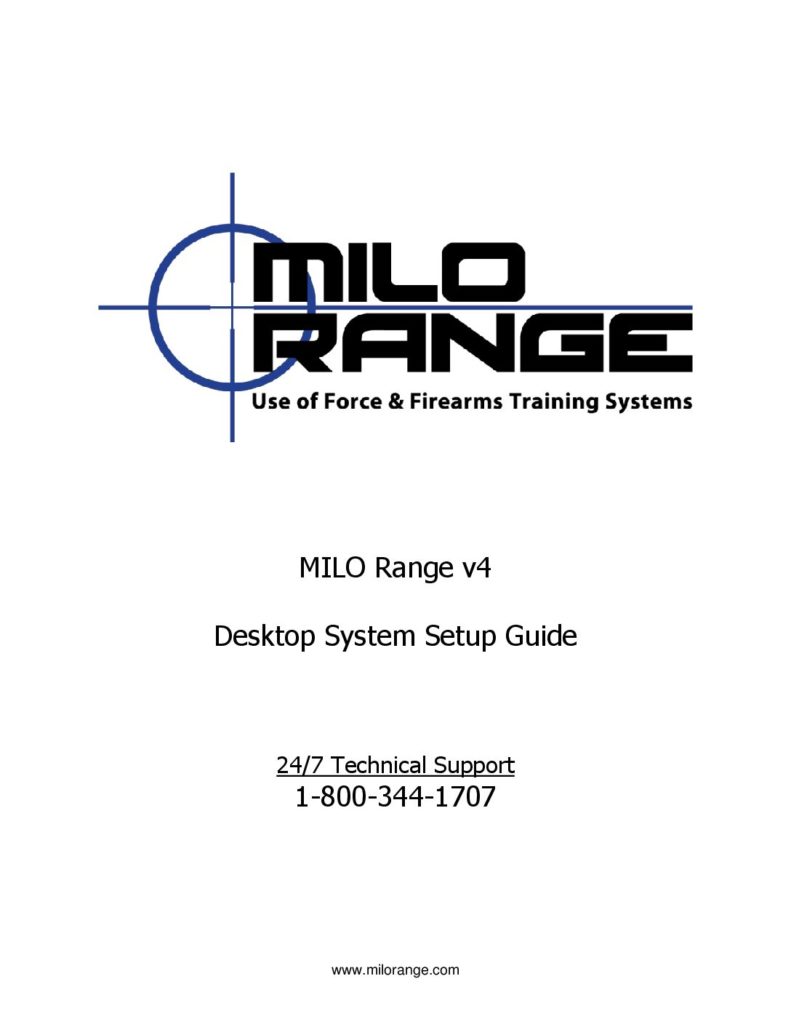 MILO
RANGE
Use of Force & Firearms Training Systems
MILO Range v4
Desktop System Setup Guide
24/7 Technical Support
1-800-344-1707
www.milorange.com